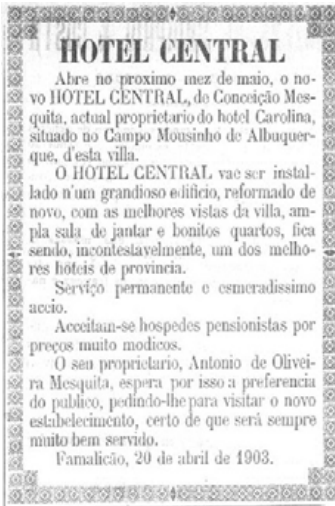 HOTEL CENTRAL
Abre no proximo mez de maio, o no-
vo HOTEL CENTRAL, de Conceição Mes-
quita, actual proprietario do hotel Carolina,
situado no Campo Mousinho de Albuquer-
que, d'esta villa.
O HOTEL CENTRAL vae ser instal-
lado n'um grandioso edificio, reformado de
novo, com as melhores vistas da villa, am-
pla sala de jantar e bonitos quartos, fica
sendo, incontestavelmente, um dos melho-
res hoteis de provincia.
Serviço permanente e esmeradissimo
aceio.
Acceitam-se hospedes pensionistas por
preços muito modicos.
O seu proprietario, Antonio de Olivei-
ra Mesquita, espera por isso a preferencia
do publico, pedindo-lhe para visitar o novo
estabelecimento, certo de que será sempre
muito bem servido.
Famalicão, 20 de abril de 1903.